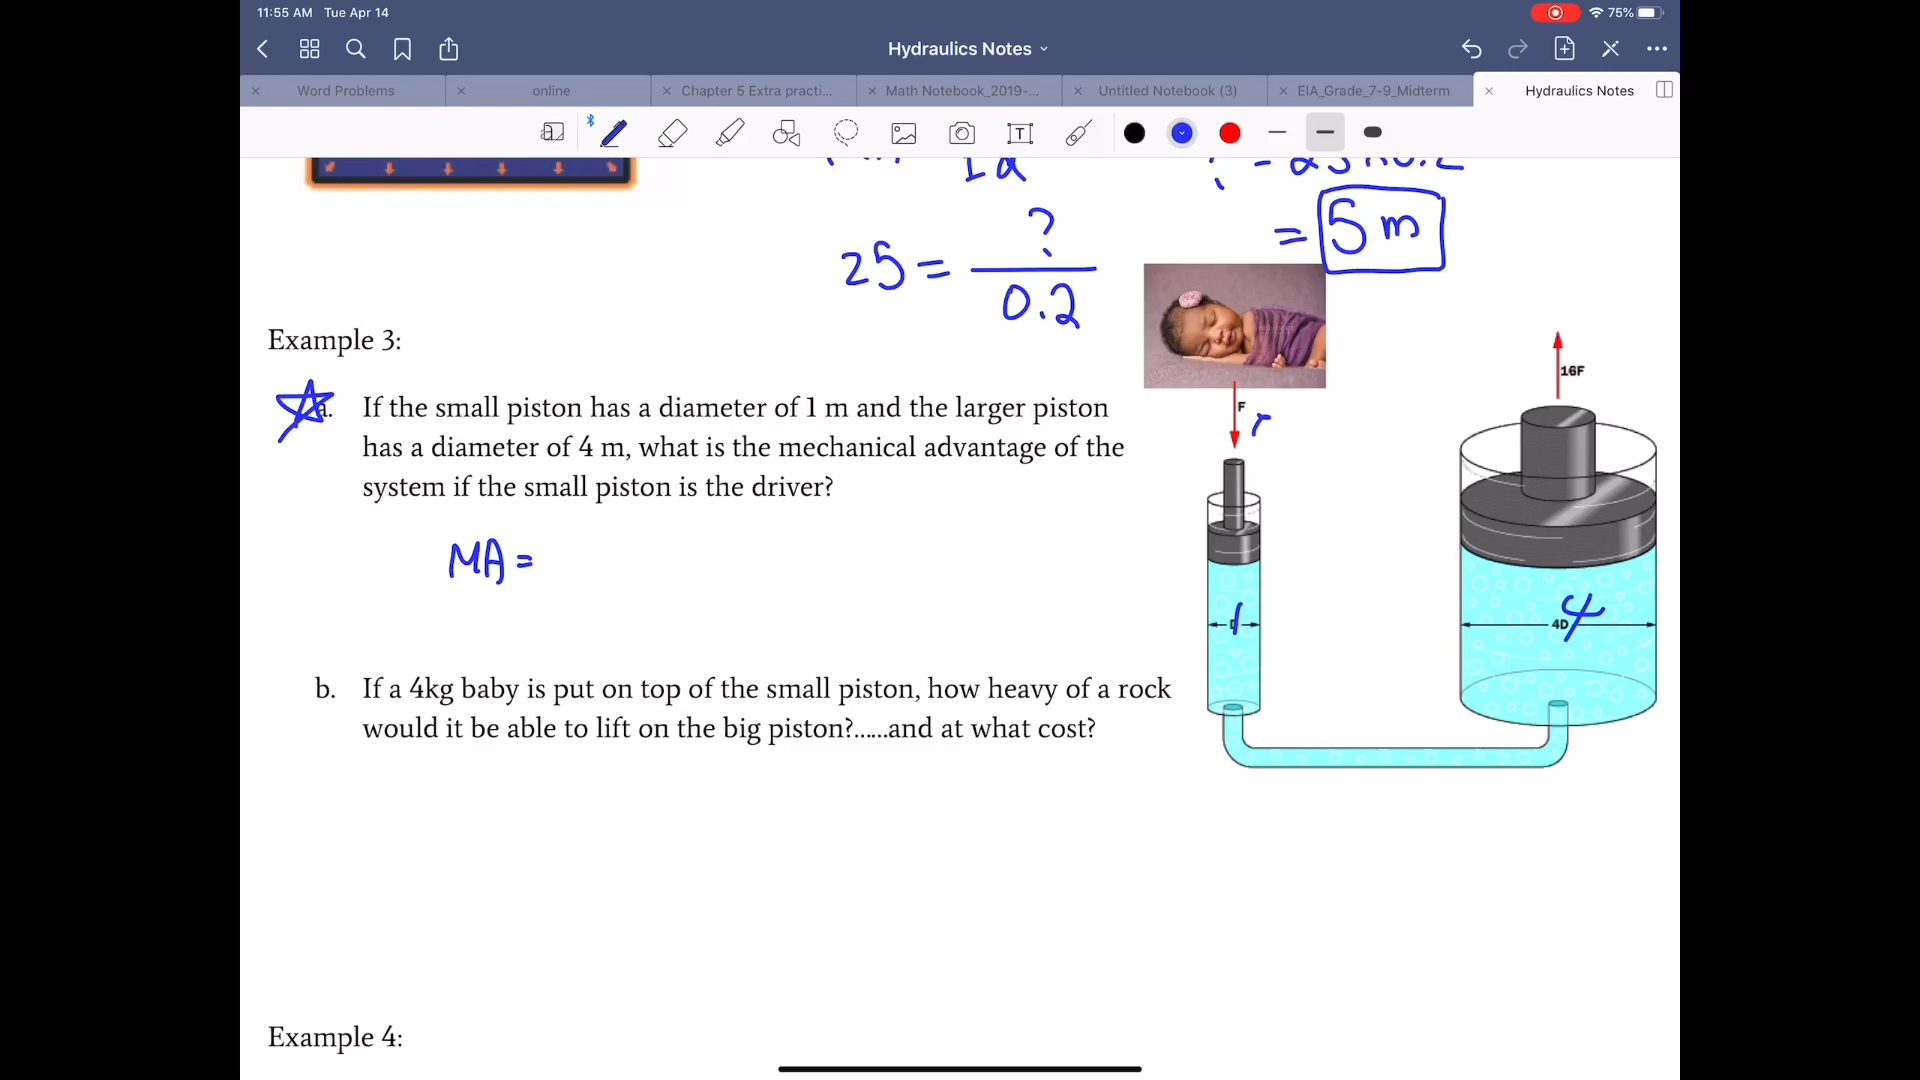 11:55 AM Tue Apr 14
75%
Hydraulics Notes
Word Problems
online
Chapter 5 Extra practi...
Math Notebook_2019-...
Untitled Notebook (3)
EIA_Grade_7-9_Midterm
Hydraulics Notes
T
= 5 m
25 = ?
0.2
Example 3:
a. If the small piston has a diameter of 1 m and the larger piston
has a diameter of 4 m, what is the mechanical advantage of the
system if the small piston is the driver?
MA =
F
16F
1
4D
4
b. If a 4kg baby is put on top of the small piston, how heavy of a rock
would it be able to lift on the big piston?......and at what cost?
Example 4: